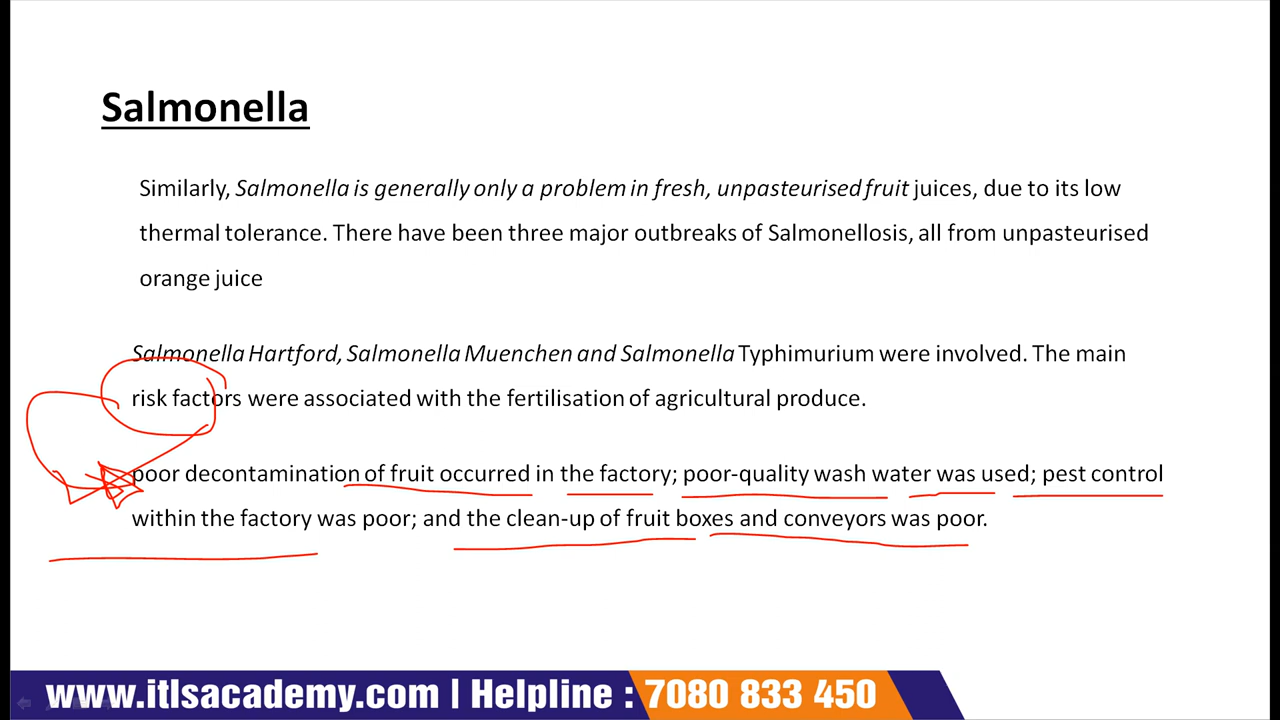 Salmonella
Similarly, Salmonella is generally only a problem in fresh, unpasteurised fruit juices, due to its low
thermal tolerance. There have been three major outbreaks of Salmonellosis, all from unpasteurised
orange juice
Salmonella Hartford, Salmonella Muenchen and Salmonella Typhimurium were involved. The main
risk factors were associated with the fertilisation of agricultural produce.
poor decontamination of fruit occurred in the factory; poor-quality wash water was used; pest control
within the factory was poor; and the clean-up of fruit boxes and conveyors was poor.
www.itlsacademy.com | Helpline : 7080 833 450